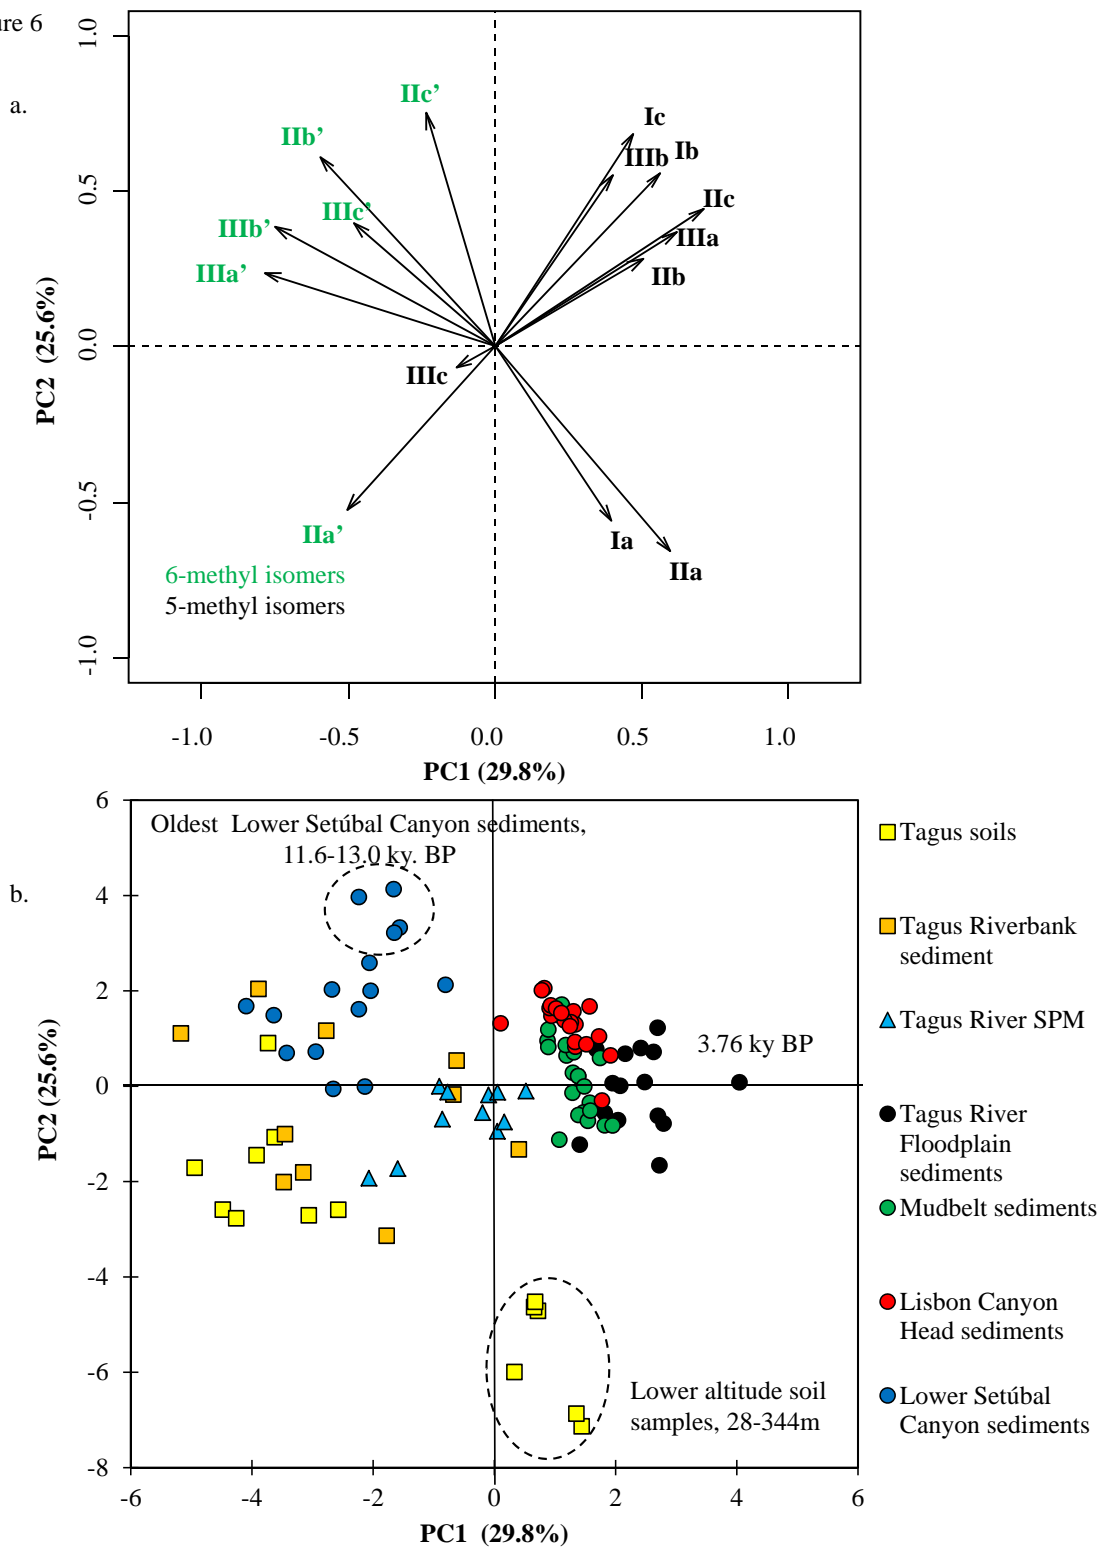 ure 6
a.
1.0
0.5
0.0
-0.5
-1.0
PC2 (25.6%)
IIc’
IIb’
IIIc’
IIIb’
IIIa’
Ic
IIIb
Ib
IIc
IIIa
IIb
IIIc
IIa’
Ia
IIa
6-methyl isomers
5-methyl isomers
-1.0
-0.5
0.0
0.5
1.0
PC1 (29.8%)
b.
6
4
2
0
-2
-4
-6
-8
PC2 (25.6%)
Oldest Lower Setúbal Canyon sediments,
11.6-13.0 ky. BP
3.76 ky BP
Lower altitude soil
samples, 28-344m
-6
-4
-2
0
2
4
6
PC1 (29.8%)
Tagus soils
Tagus Riverbank
sediment
Tagus River SPM
Tagus River
Floodplain
sediments
Mudbelt sediments
Lisbon Canyon
Head sediments
Lower Setúbal
Canyon sediments